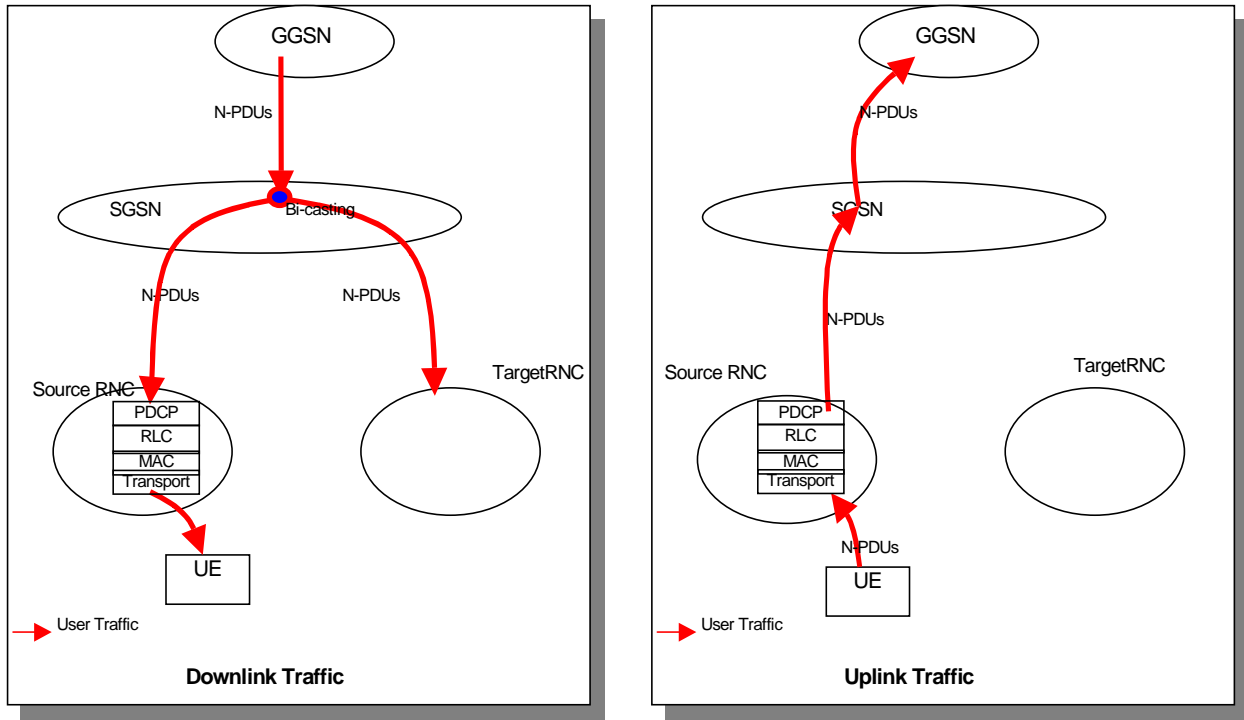 GGSN
N-PDUs
SGSN
Bi-casting
N-PDUs
N-PDUs
Source RNC
TargetRNC
PDCP
RLC
MAC
Transport
UE
User Traffic
Downlink Traffic
GGSN
N-PDUs
SGSN
N-PDUs
Source RNC
TargetRNC
PDCP
RLC
MAC
Transport
N-PDUs
UE
User Traffic
Uplink Traffic